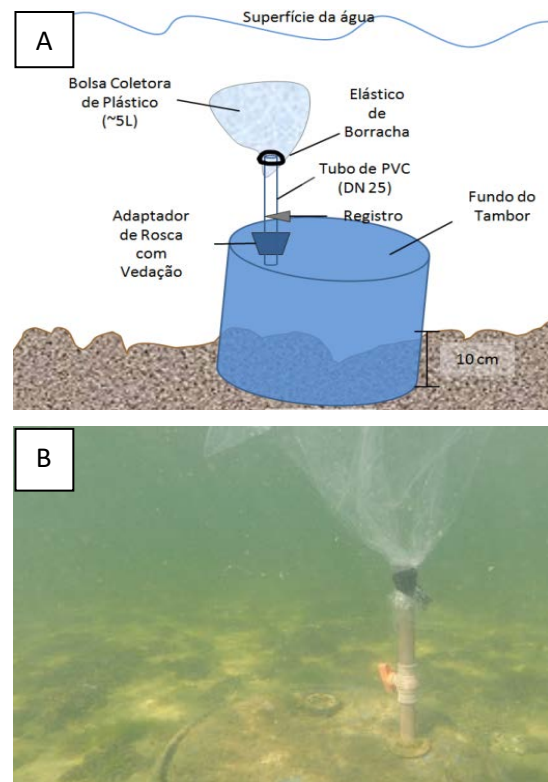 A
Superfície da água
Bolsa Coletora
de Plástico
(~5L)
Elástico
de
Borracha
Tubo de PVC
(DN 25)
Adaptador
de Rosca
com
Vedação
Registro
Fundo do
Tambor
10 cm
B